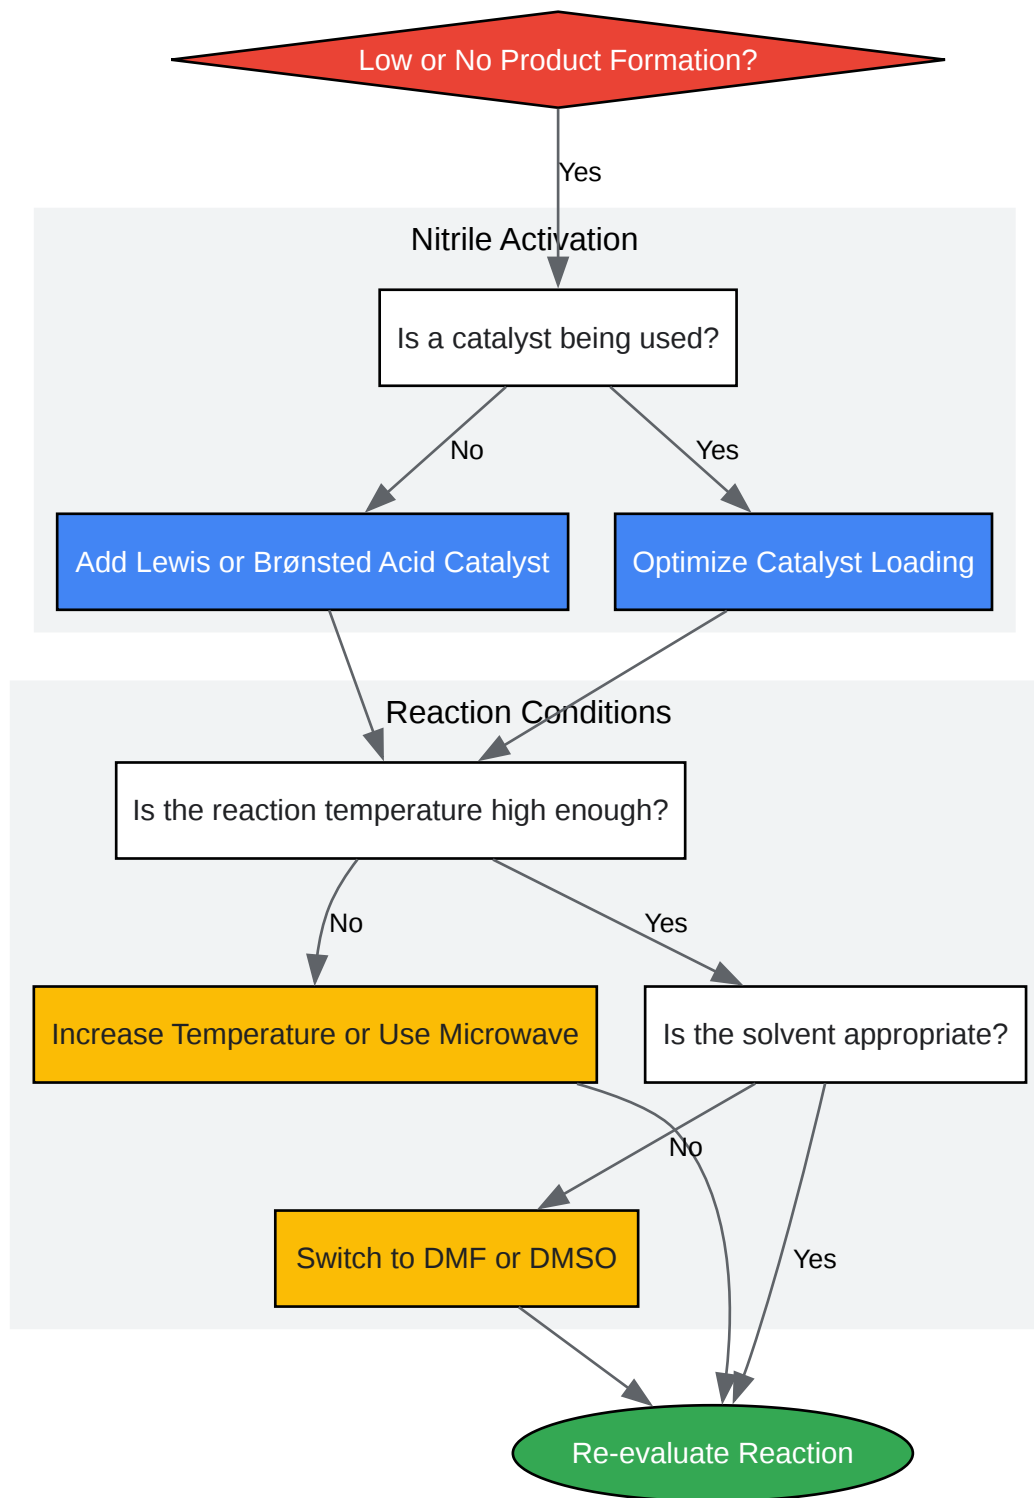 Low or No Product Formation?
Yes
Nitrile Activation
Is a catalyst being used?
No
Yes
Add Lewis or Brønsted Acid Catalyst
Optimize Catalyst Loading
Reaction Conditions
Is the reaction temperature high enough?
No
Yes
Increase Temperature or Use Microwave
Is the solvent appropriate?
No
Switch to DMF or DMSO
Yes
Re-evaluate Reaction